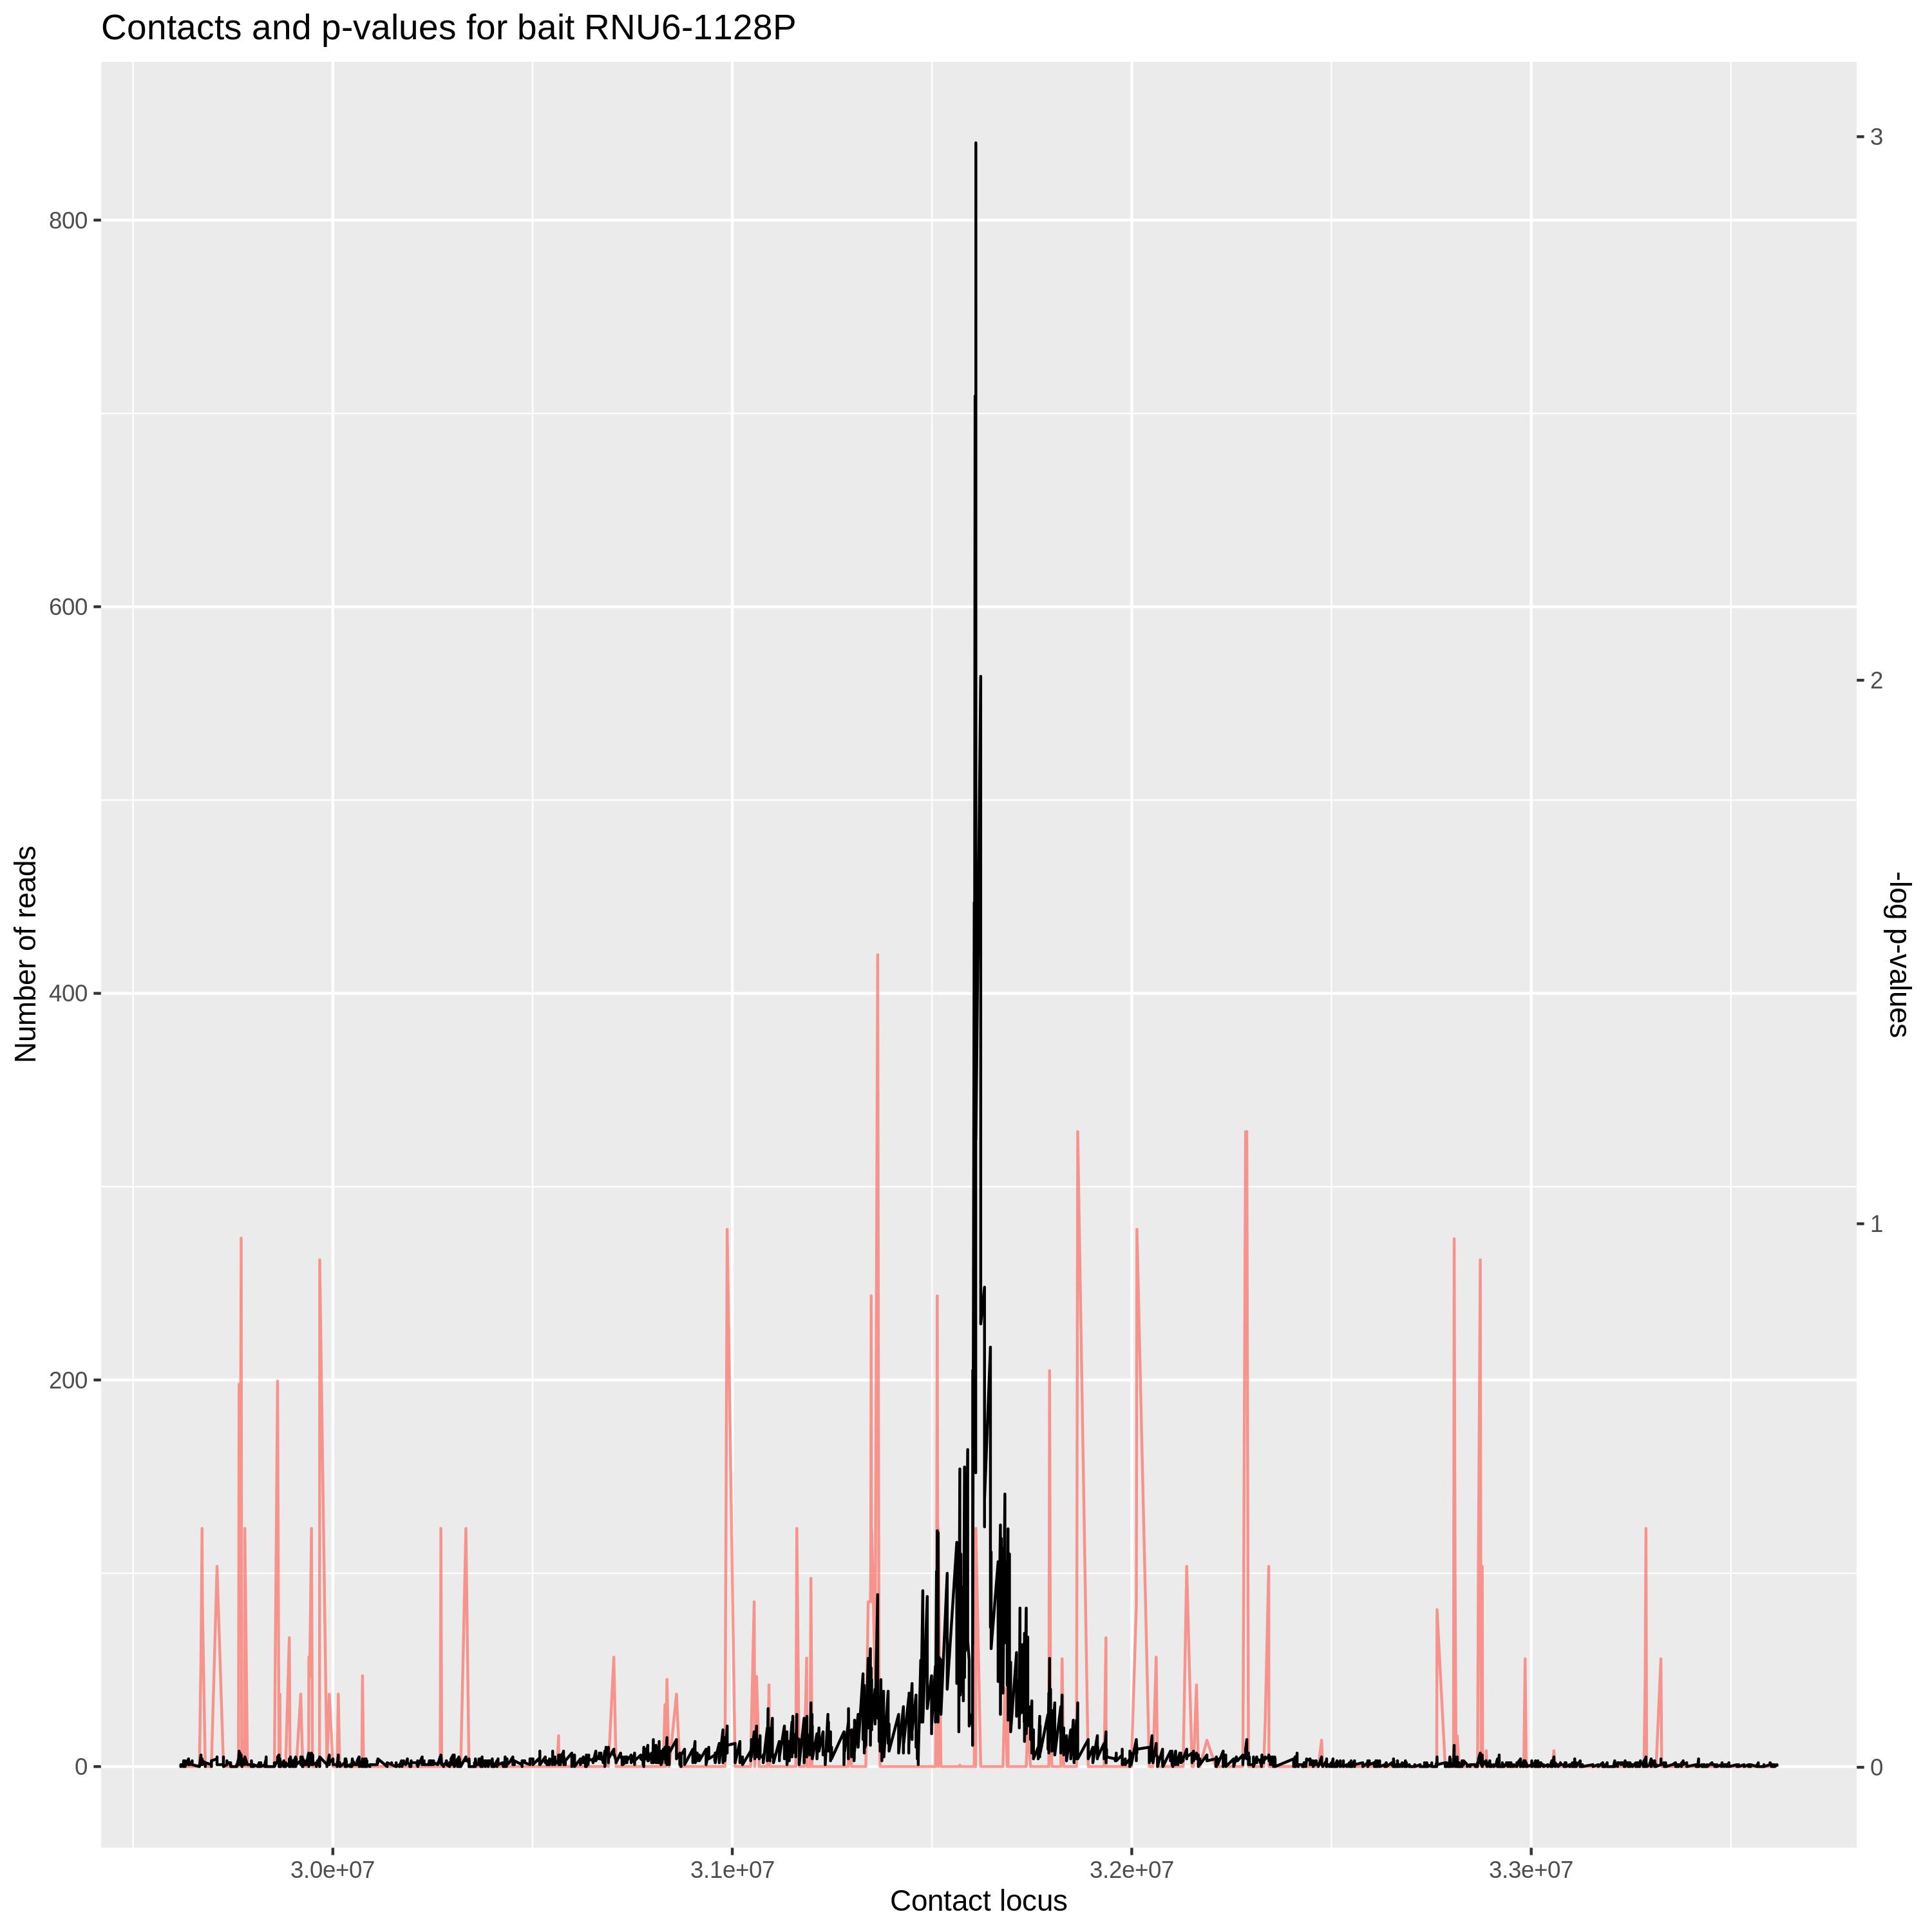 Contacts and p-values for bait RNU6-1128P
800
600
400
200
0
3
2
1
0
Number of reads
-log p-values
3.0e+07
3.1e+07
3.2e+07
3.3e+07
Contact locus